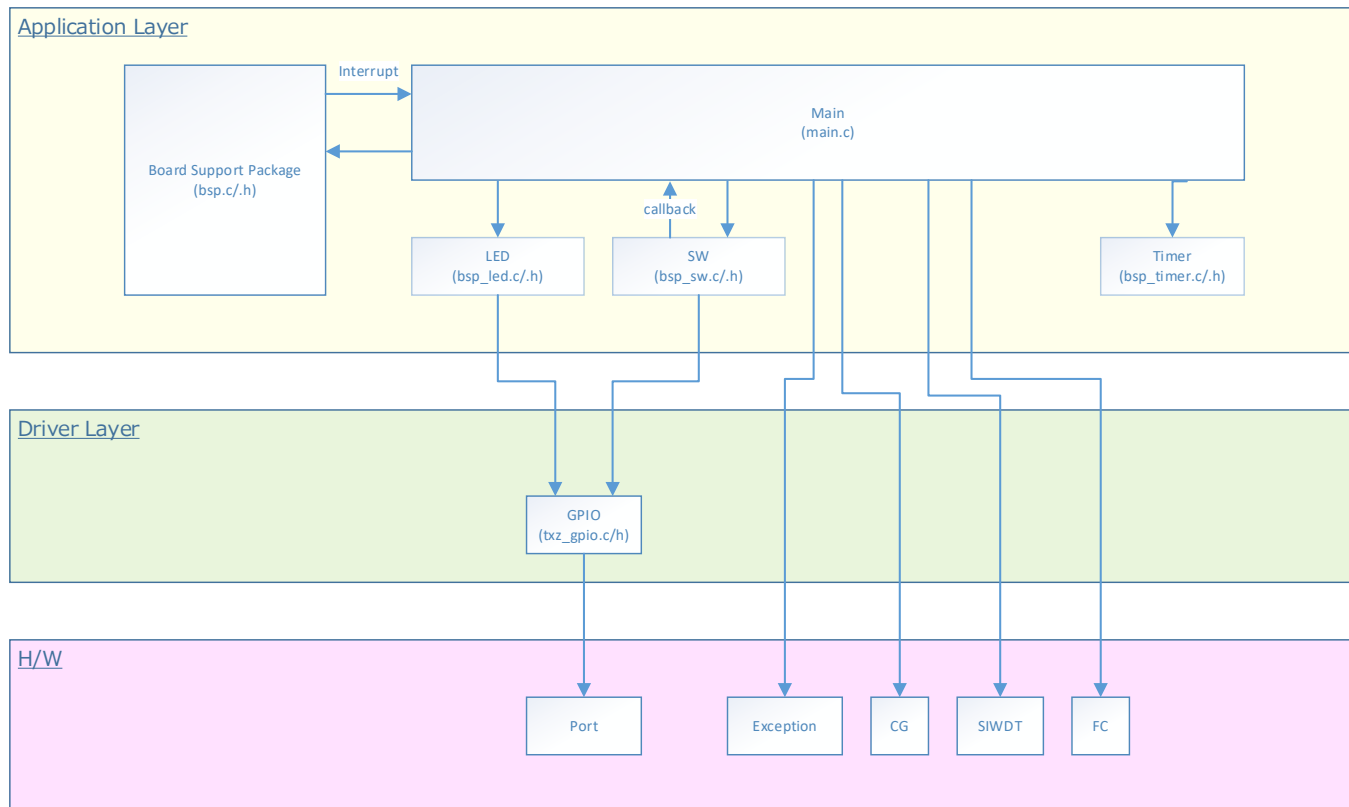 Application Layer
Interrupt
Main
(main.c)
Board Support Package
(bsp.c/.h)
callback
LED
(bsp_led.c/.h)
SW
(bsp_sw.c/.h)
Timer
(bsp_timer.c/.h)
Driver Layer
GPIO
(txz_gpio.c/h)
H/W
Port
Exception
CG
SIWDT
FC